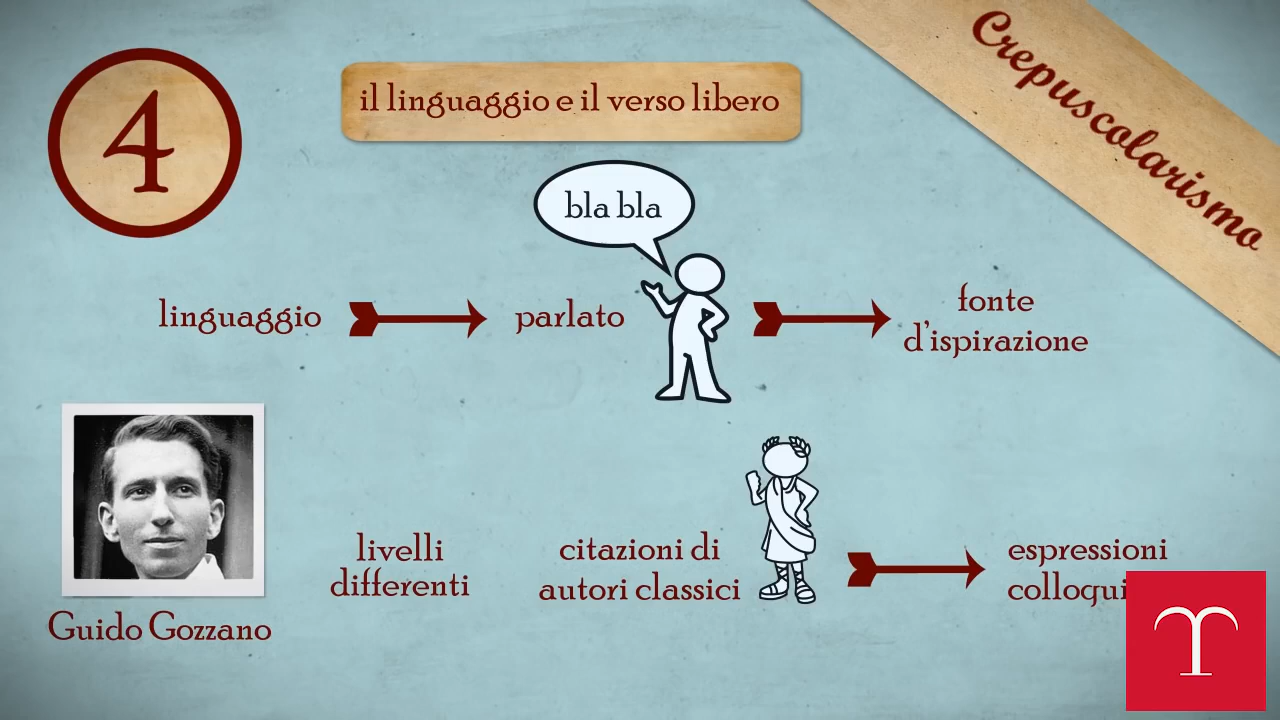 Crepuscolarismo
4
il linguaggio e il verso libero
bla bla
linguaggio
parlato
fonte
d'ispirazione
livelli
differenti
citazioni di
autori classici
espressioni
Guido Gozzano